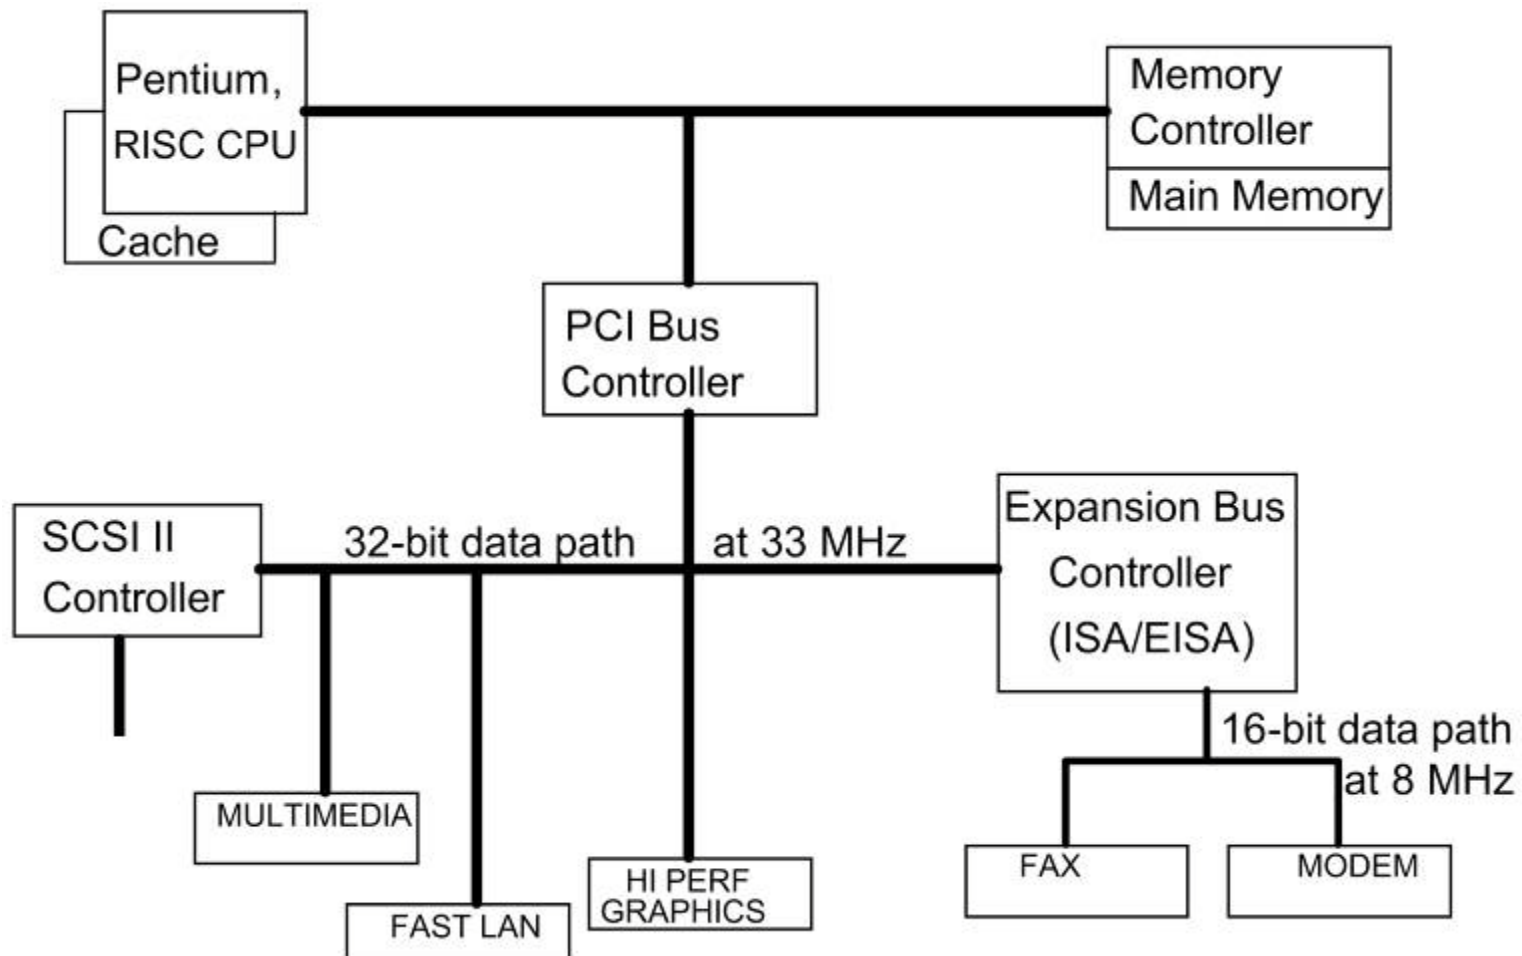 Pentium,
RISC CPU
Cache
Memory
Controller
Main Memory
PCI Bus
Controller
SCSI II
Controller
32-bit data path
at 33 MHz
Expansion Bus
Controller
(ISA/EISA)
16-bit data path
at 8 MHz
MULTIMEDIA
FAST LAN
HI PERF
GRAPHICS
FAX
MODEM